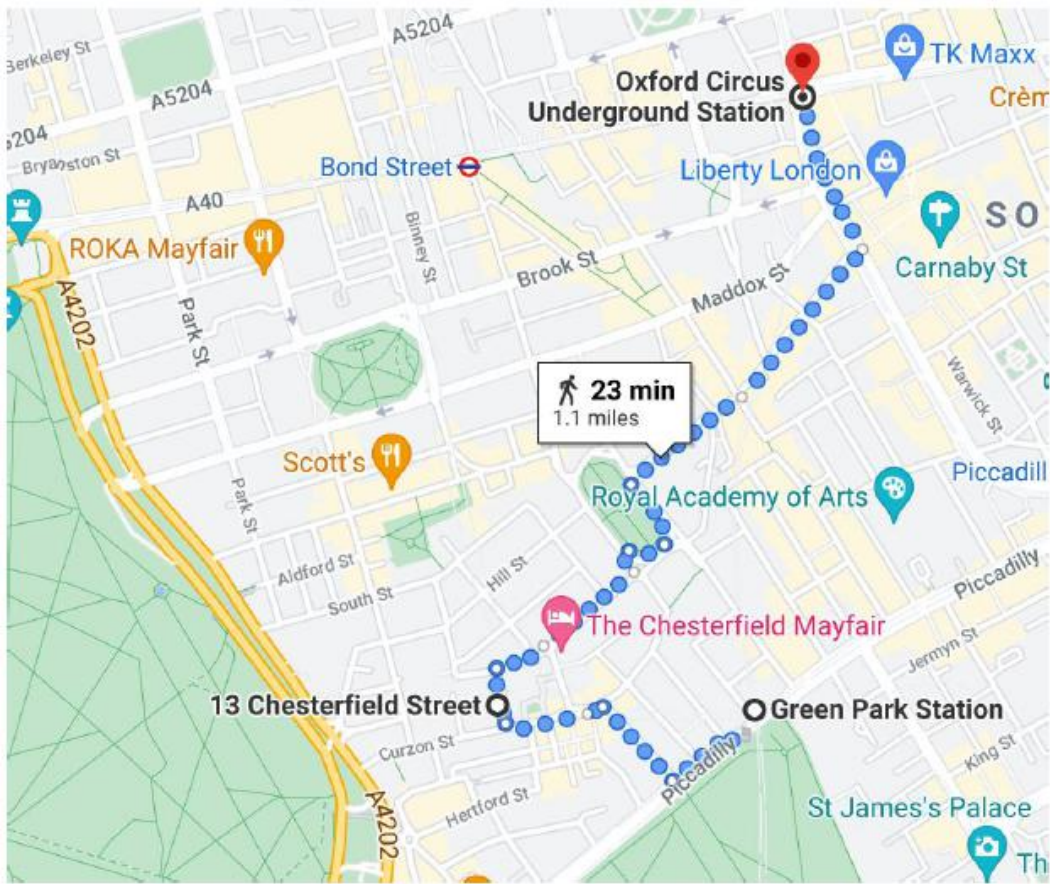 Berkeley St
A5204
TK Maxx
Oxford Circus
Underground Station
A5204
Crèm
5204
Bryanston St
Bond Street
Liberty London
A40
Binney St
SO
ROKA Mayfair
Brook St
Carnaby St
Maddox St
A4202
Park St
23 min
1.1 miles
Warwick St
Scott's
Piccadill
Royal Academy of Arts
Park St
Aldford St
Hill St
Piccadilly
South St
The Chesterfield Mayfair
Jermyn St
13 Chesterfield Street
Green Park Station
Curzon St
King St
Piccadilly
Hertford St
St James's Palace
A4202
Th